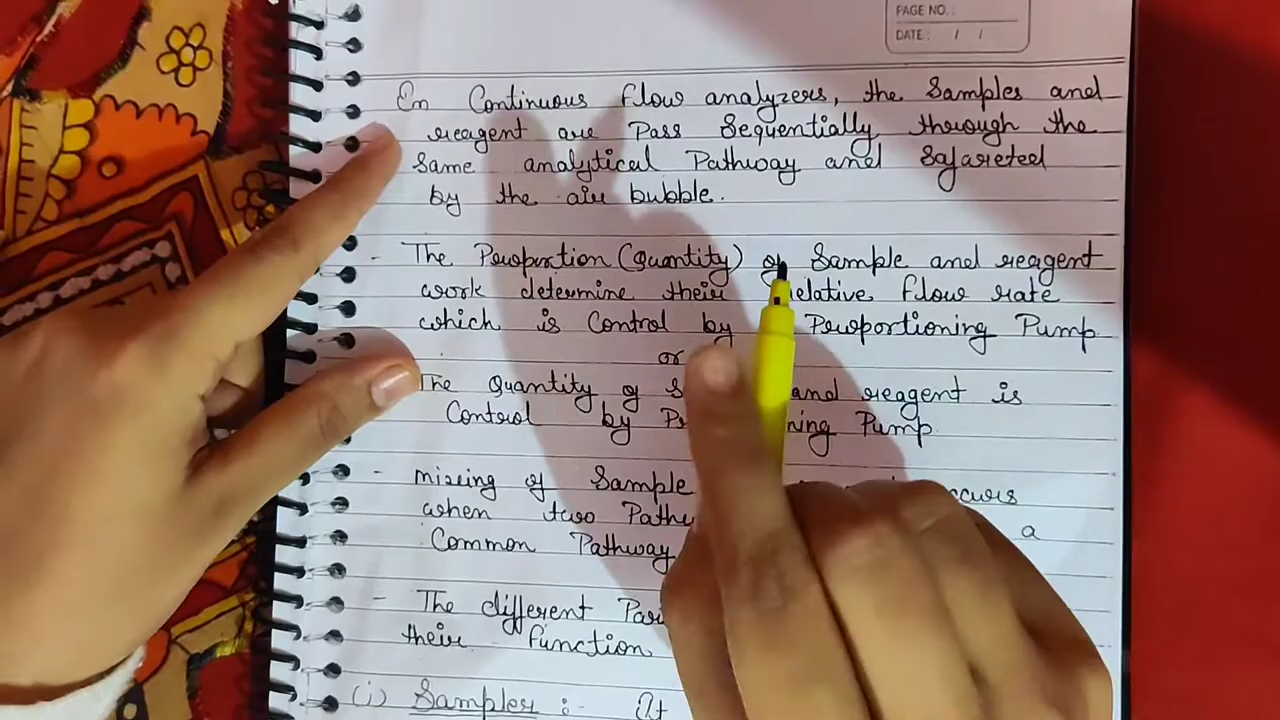 PAGE NO.:
DATE: / /
In Continuous flow analyzers, the Samples and
reagent are Pass Sequentially through the
Same analytical Pathway and Safareted
by the air bubble.
- The Proportion (Quantity) of Sample and reagent
work determine their relative flow rate
which is Control by Proportioning Pump
or
The Quantity of and reagent is
Control by Pump.
- mixing of Sample occurs
when two a
Common Pathway
- The different
their function
(i) Sampler :- It